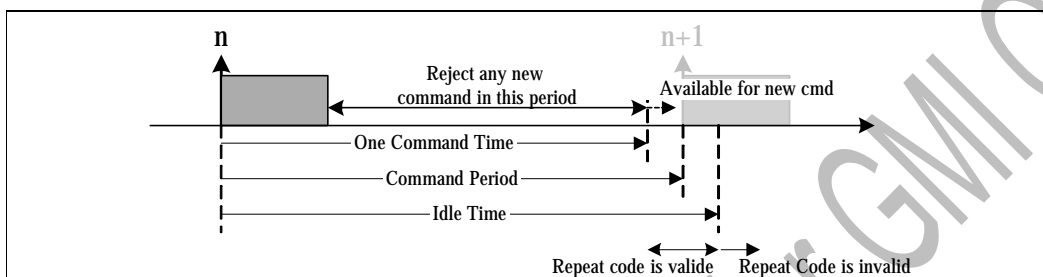 n
n+1
Reject any new
command in this period
Available for new cmd
One Command Time
Command Period
Idle Time
Repeat code is valide
Repeat Code is invalid
r GMI C